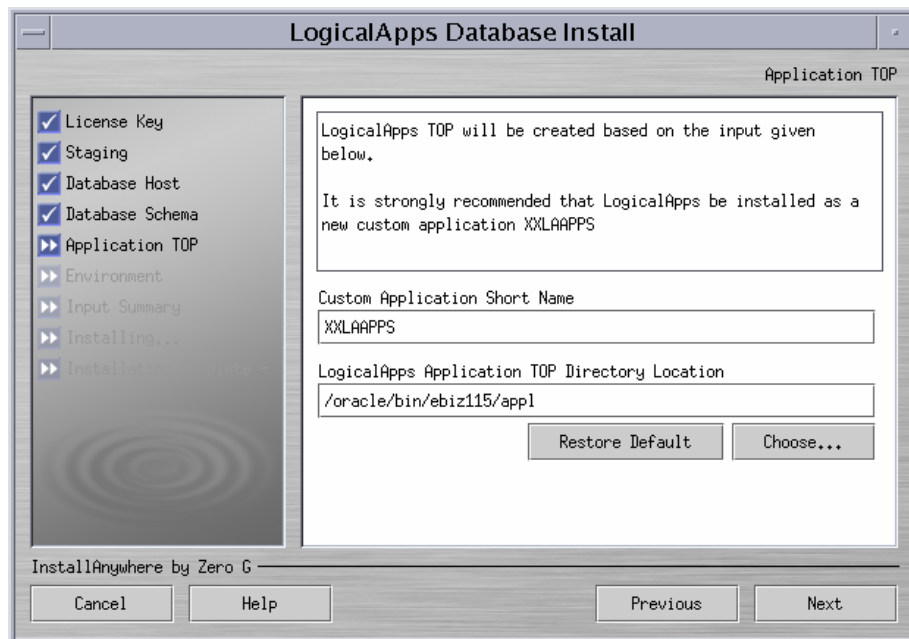 LogicalApps Database Install
Application TOP
License Key
Staging
Database Host
Database Schema
Application TOP
Environment
Input Summary
Installing...
LogicalApps TOP will be created based on the input given
below.
It is strongly recommended that LogicalApps be installed as a
new custom application XXLAAPPS
Custom Application Short Name
XXLAAPPS
LogicalApps Application TOP Directory Location
/oracle/bin/ebiz115/appl
Restore Default
Choose...
InstallAnywhere by Zero G
Cancel
Help
Previous
Next